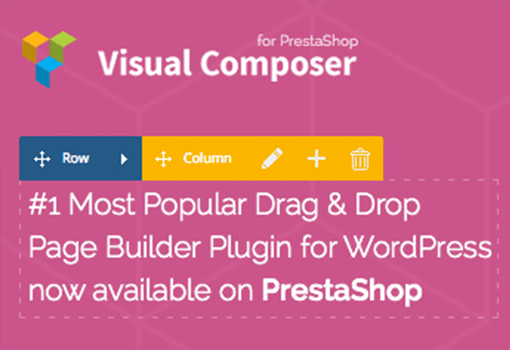 for PrestaShop
Visual Composer
Row Column
#1 Most Popular Drag & Drop
Page Builder Plugin for WordPress
now available on PrestaShop